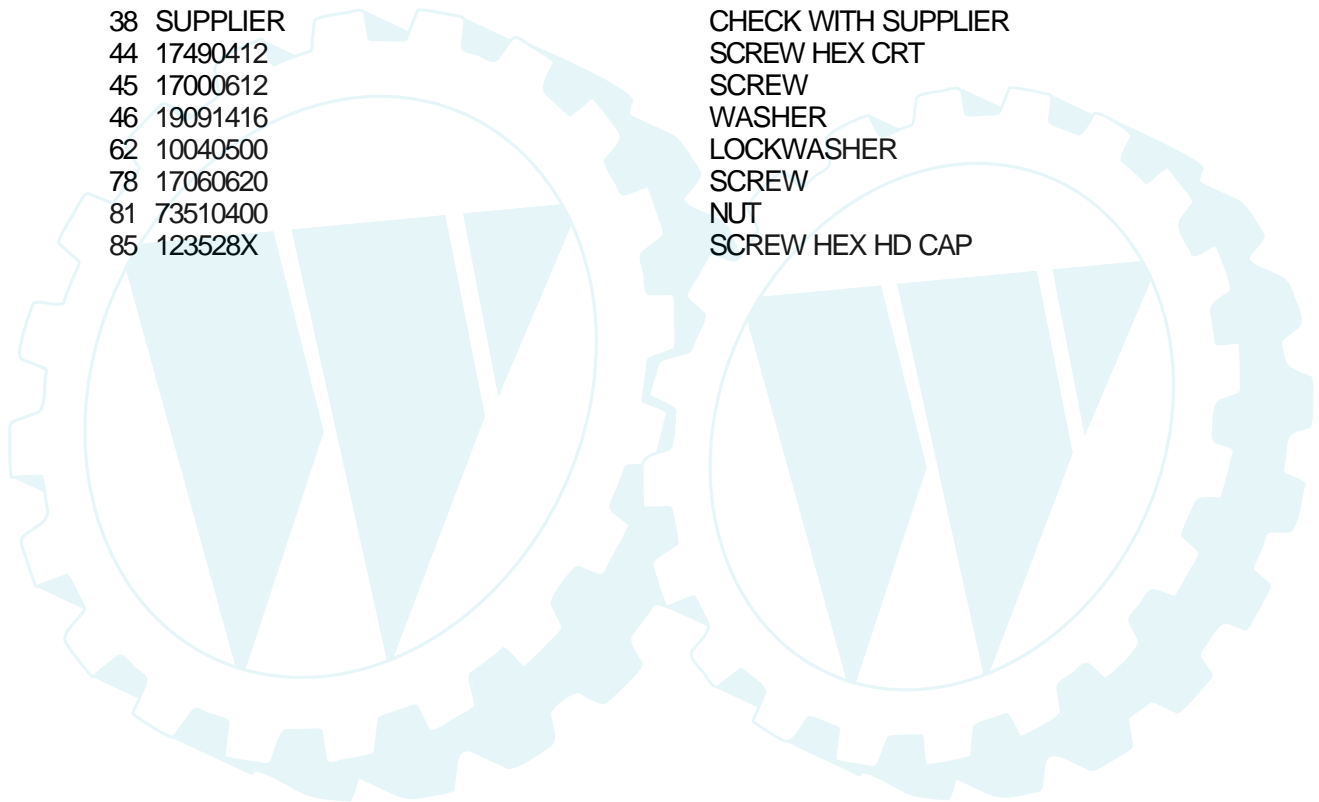 38 SUPPLIER CHECK WITH SUPPLIER
44 17490412 SCREW HEX CRT
45 17000612 SCREW
46 19091416 WASHER
62 10040500 LOCKWASHER
78 17060620 SCREW
81 73510400 NUT
85 123528X SCREW HEX HD CAP